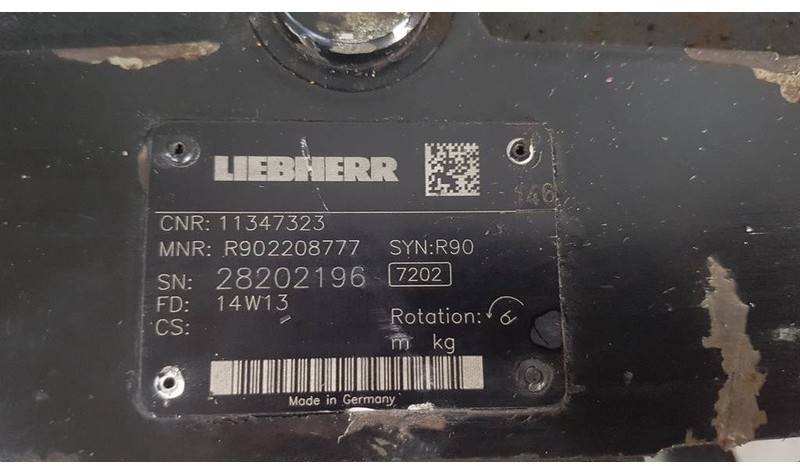 LIEBHERR
146
CNR: 11347323
MNR: R902208777 SYN:R90
SN: 28202196 7202
FD: 14W13
CS:
Rotation:
m kg
Made in Germany